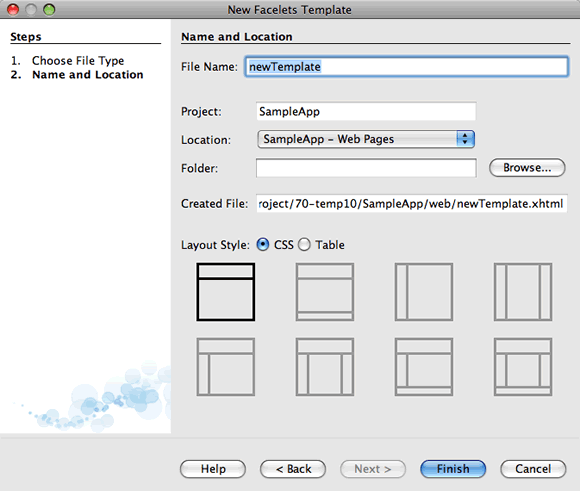 New Facelets Template
Steps
1. Choose File Type
2. Name and Location
Name and Location
File Name: newTemplate
Project: SampleApp
Location: SampleApp – Web Pages
Folder: Browse...
Created File: roject/70-temp10/SampleApp/web/newTemplate.xhtml
Layout Style: CSS Table
Help < Back Next > Finish Cancel